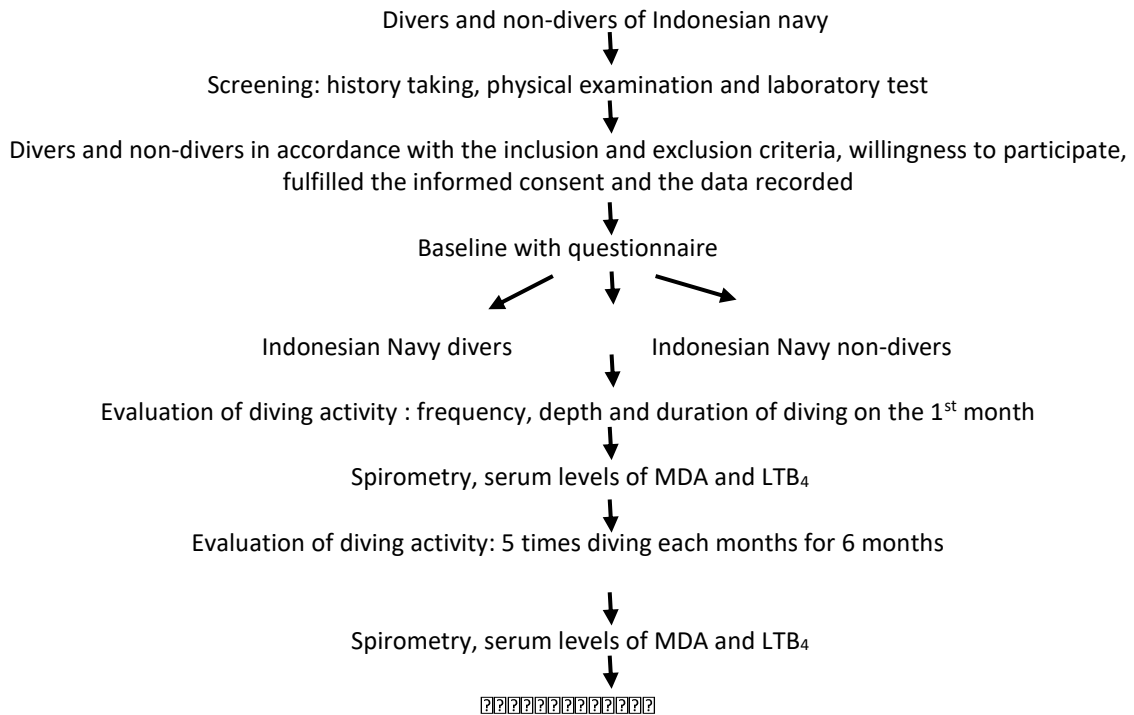 Divers and non-divers of Indonesian navy
Screening: history taking, physical examination and laboratory test
Divers and non-divers in accordance with the inclusion and exclusion criteria, willingness to participate,
fulfilled the informed consent and the data recorded
Baseline with questionnaire
Indonesian Navy divers Indonesian Navy non-divers
Evaluation of diving activity : frequency, depth and duration of diving on the 1st month
Spirometry, serum levels of MDA and LTB4
Evaluation of diving activity: 5 times diving each months for 6 months
Spirometry, serum levels of MDA and LTB4